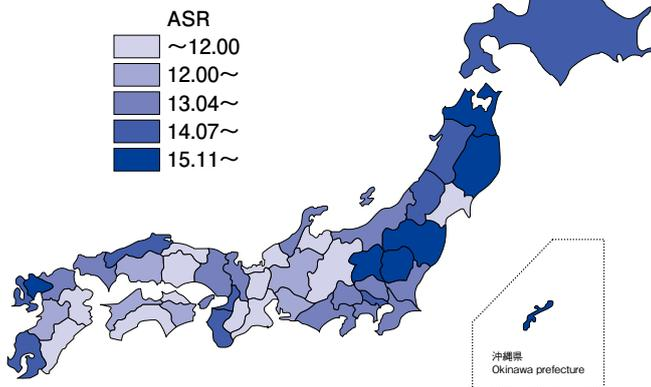 ASR
～12.00
12.00～
13.04～
14.07～
15.11～
沖縄県
Okinawa prefecture